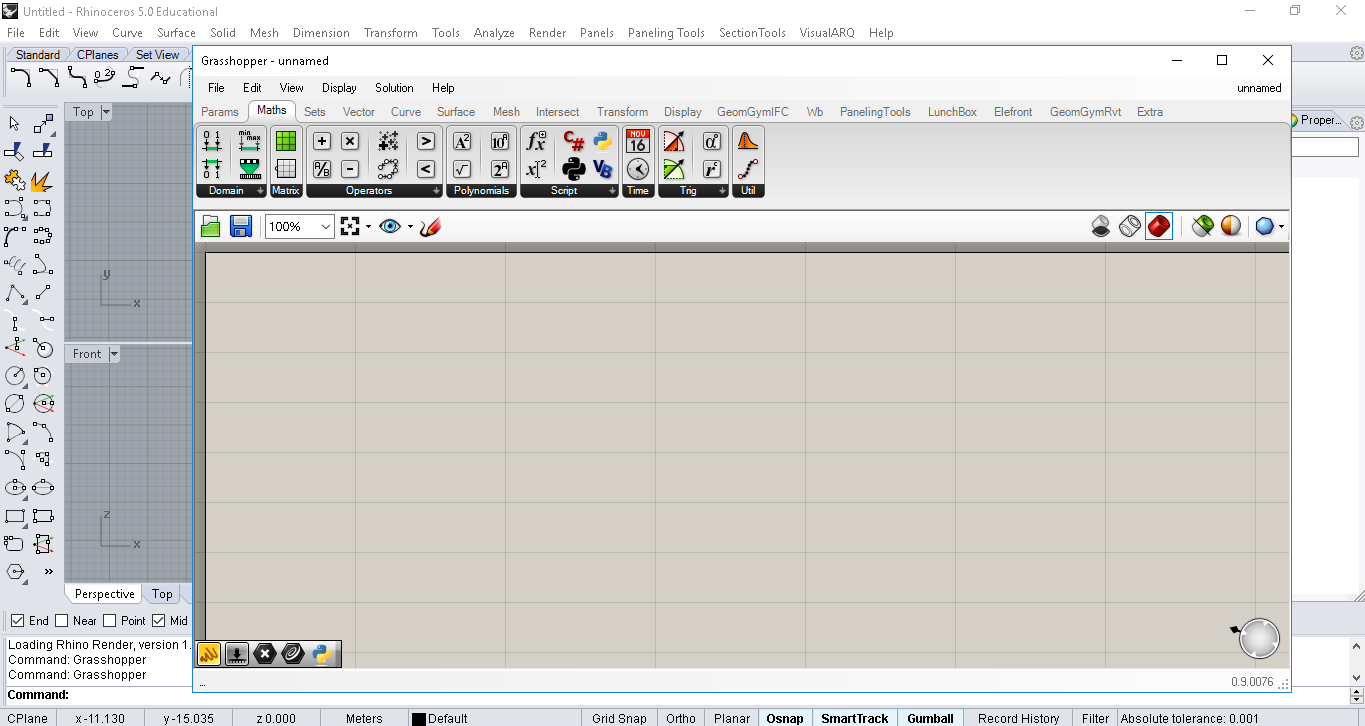 Untitled - Rhinoceros 5.0 Educational
File Edit View Curve Surface Solid Mesh Dimension Transform Tools Analyze Render Panels Paneling Tools SectionTools VisualARQ Help
Standard CPlanes Set View
Grasshopper - unnamed
File Edit View Display Solution Help unnamed
Params Maths Sets Vector Curve Surface Mesh Intersect Transform Display GeomGymIFC Wb PanelingTools LunchBox Elefront GeomGymRvt Extra
Domain Matrix Operators Polynomials Script Time Trig Util
NOV
16
100%
Top
Proper...
y
x
Front
z
x
Perspective Top
End Near Point Mid
Loading Rhino Render, version 1.
Command: Grasshopper
Command: Grasshopper
Command:
... 0.9.0076
CPlane x -11.130 y -15.035 z 0.000 Meters Default Grid Snap Ortho Planar Osnap SmartTrack Gumball Record History Filter Absolute tolerance: 0.001